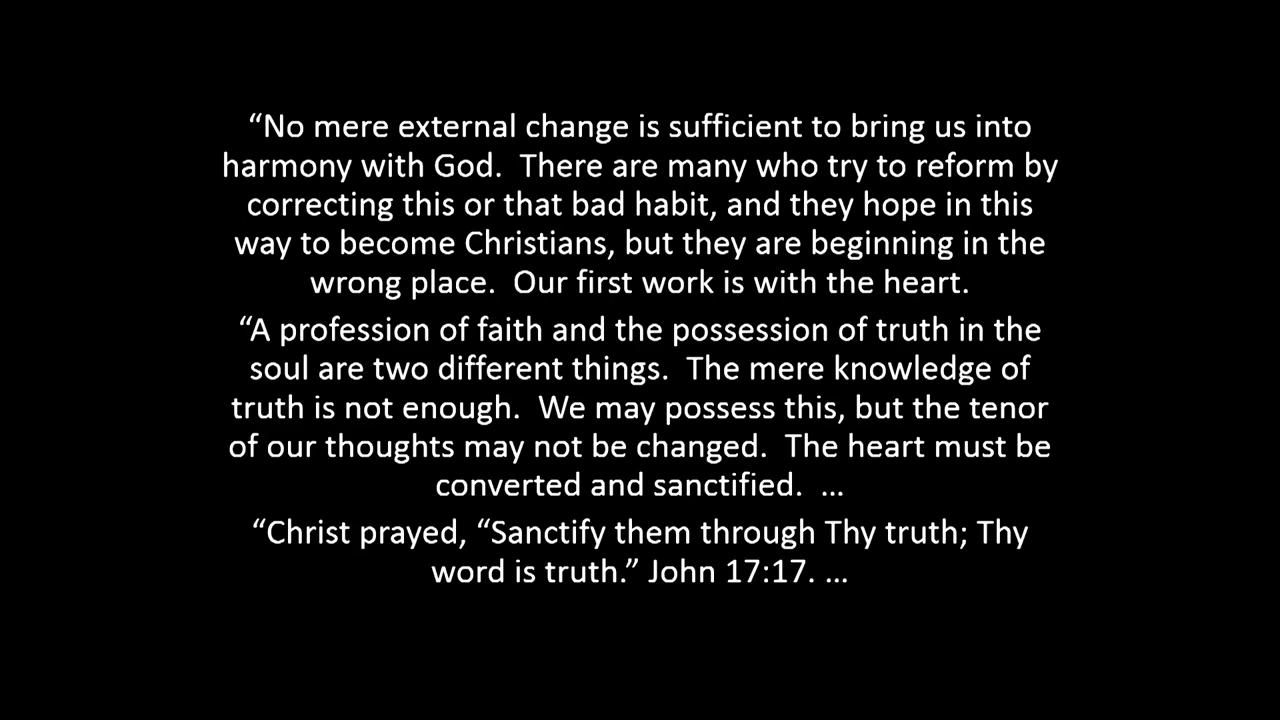 “No mere external change is sufficient to bring us into
harmony with God.  There are many who try to reform by
correcting this or that bad habit, and they hope in this
way to become Christians, but they are beginning in the
wrong place.  Our first work is with the heart.
“A profession of faith and the possession of truth in the
soul are two different things.  The mere knowledge of
truth is not enough.  We may possess this, but the tenor
of our thoughts may not be changed.  The heart must be
converted and sanctified.  …
“Christ prayed, “Sanctify them through Thy truth; Thy
word is truth.” John 17:17. …